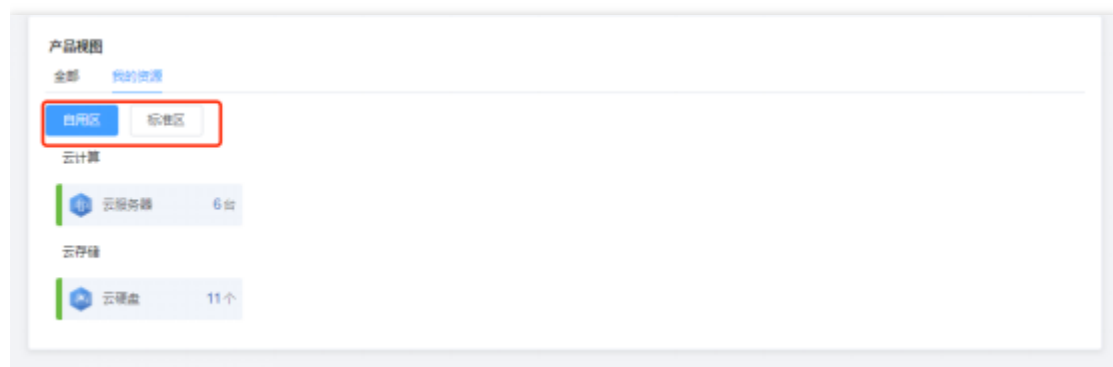 产品视图
全部 我的资源
自用区 标准区
云计算
云服务器 6台
云存储
云硬盘 11个